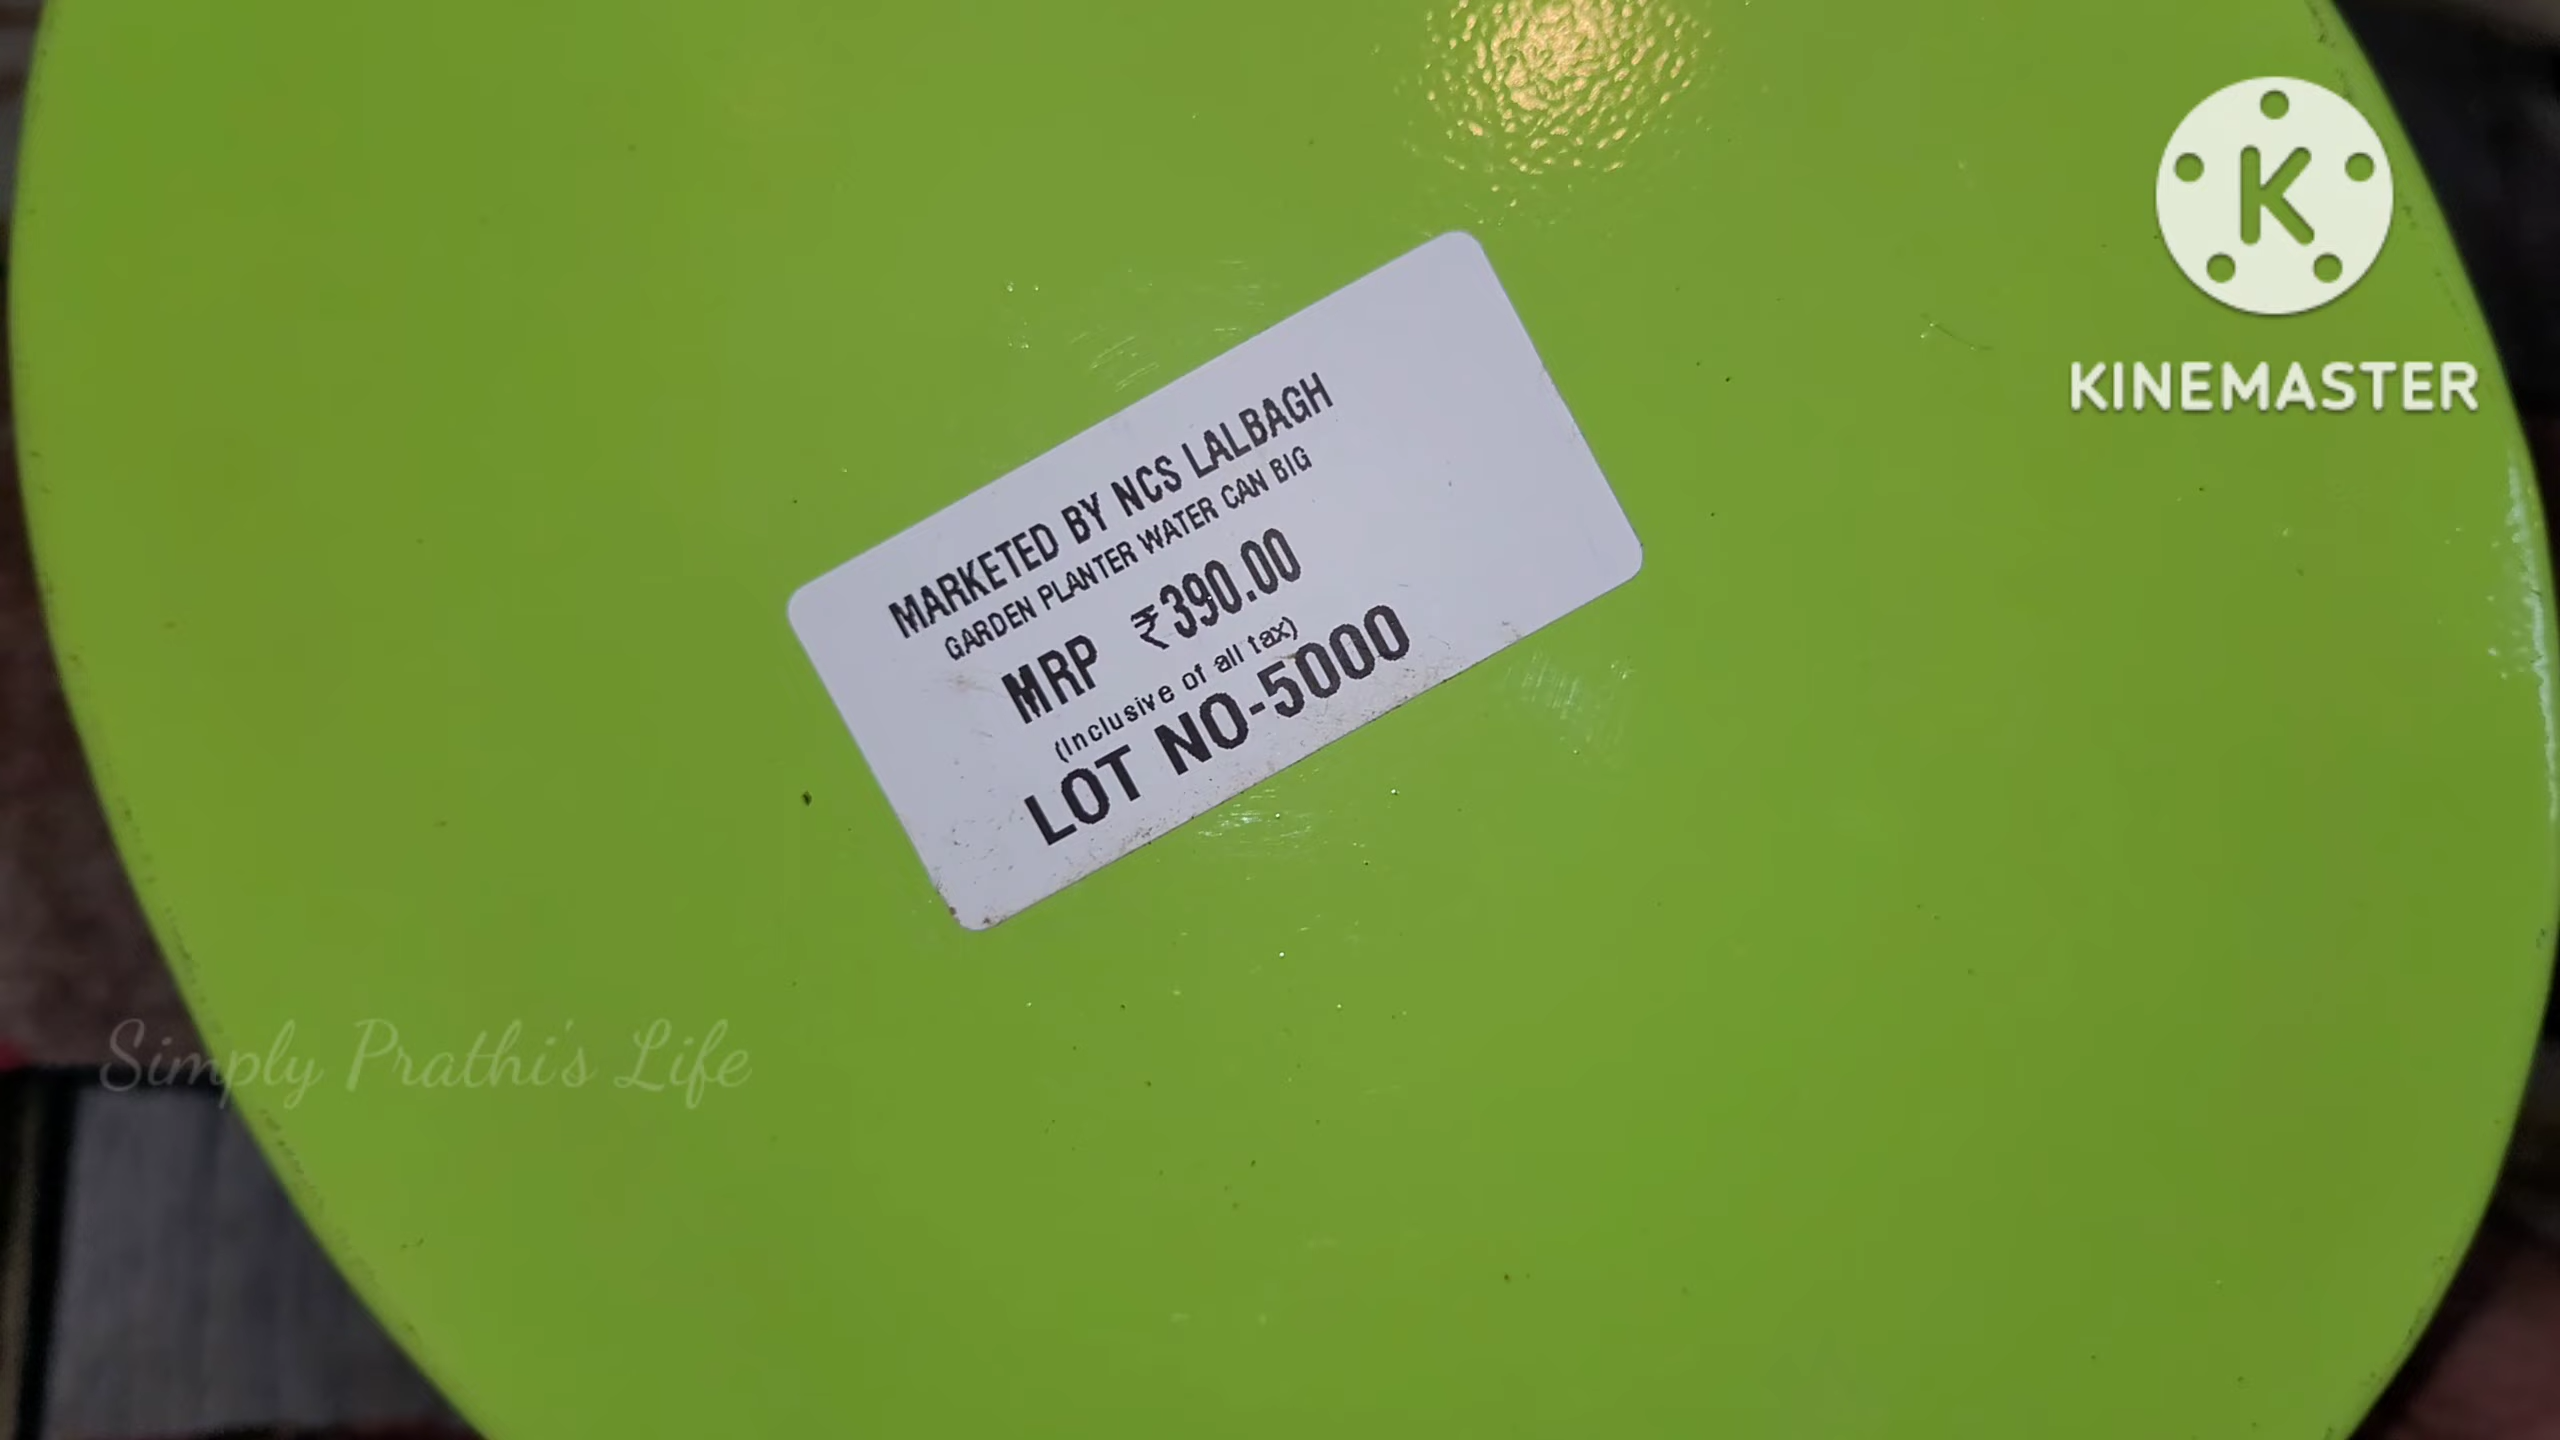 K
KINEMASTER
MARKETED BY NCS LALBAGH
GARDEN PLANTER WATER CAN BIG
MRP ₹390.00
(Inclusive of all tax)
LOT NO-5000
Simply Prathi's Life